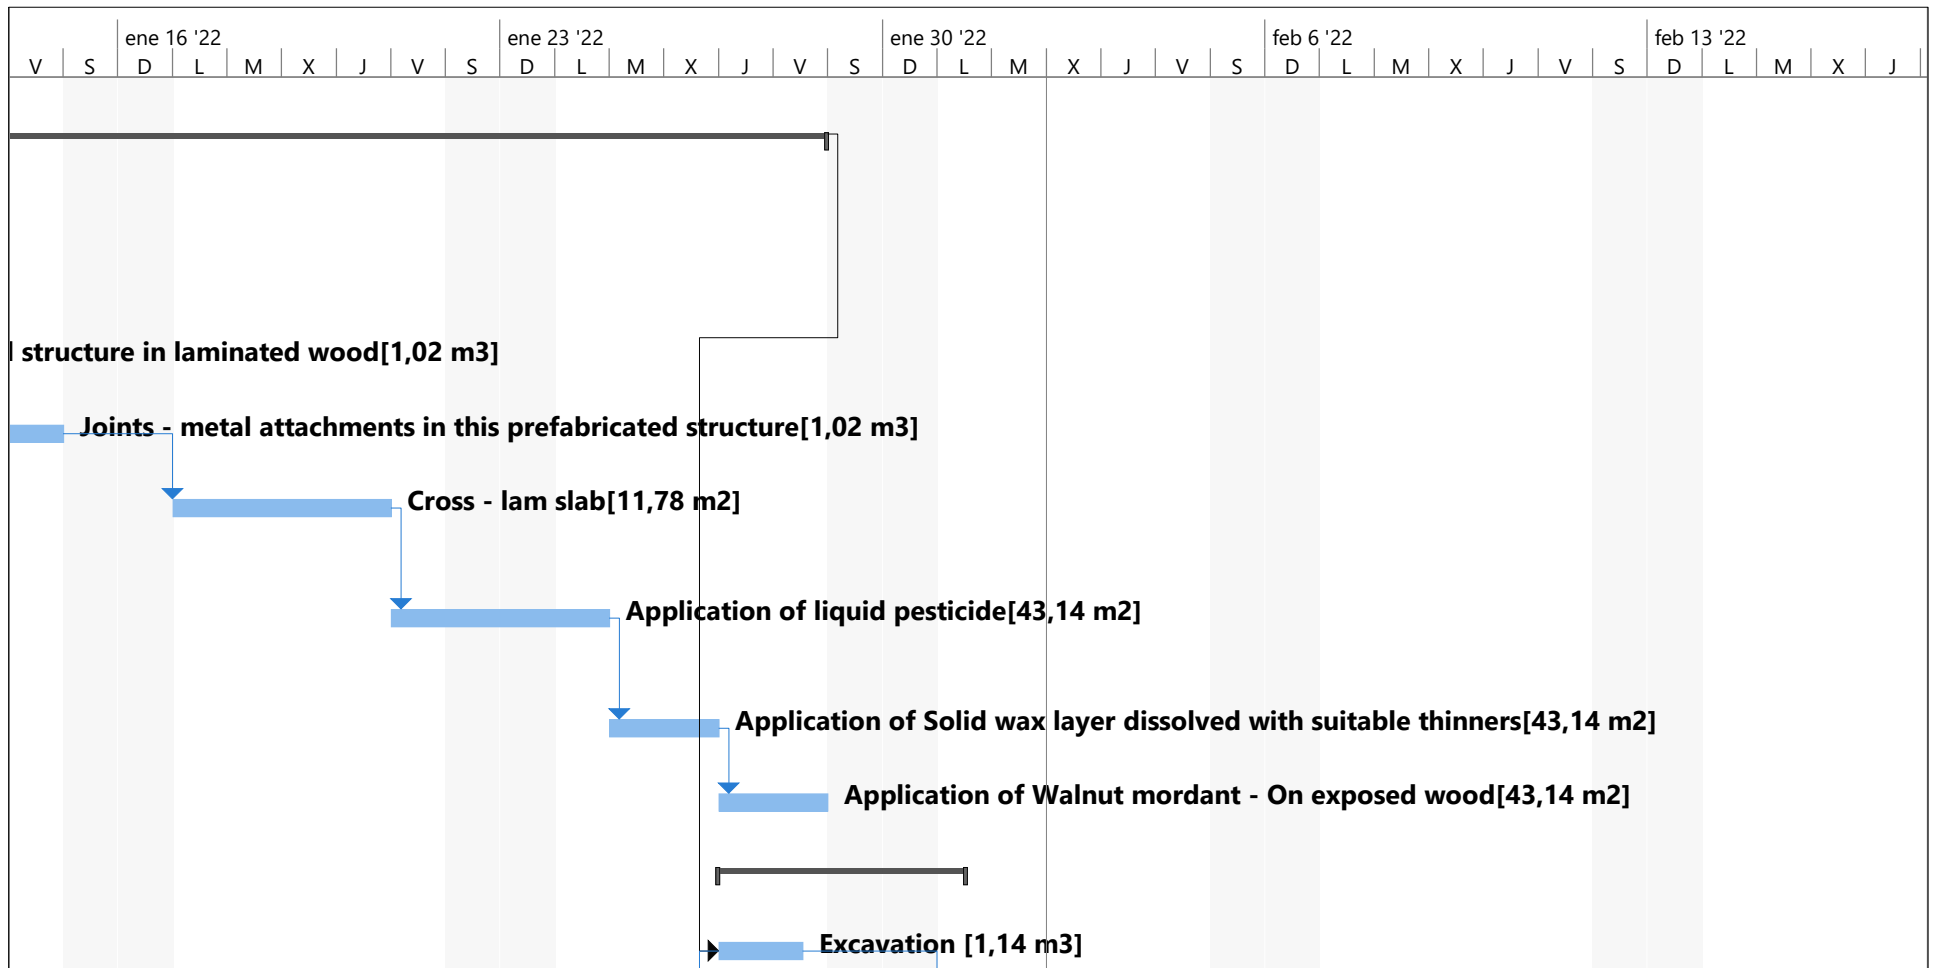 ene 16 '22 ene 23 '22 ene 30 '22 feb 6 '22 feb 13 '22
V S D L M X J V S D L M X J V S D L M X J V S D L M X J V S D L M X J
structure in laminated wood[1,02 m3]
Joints - metal attachments in this prefabricated structure[1,02 m3]
Cross - lam slab[11,78 m2]
Application of liquid pesticide[43,14 m2]
Application of Solid wax layer dissolved with suitable thinners[43,14 m2]
Application of Walnut mordant - On exposed wood[43,14 m2]
Excavation [1,14 m3]